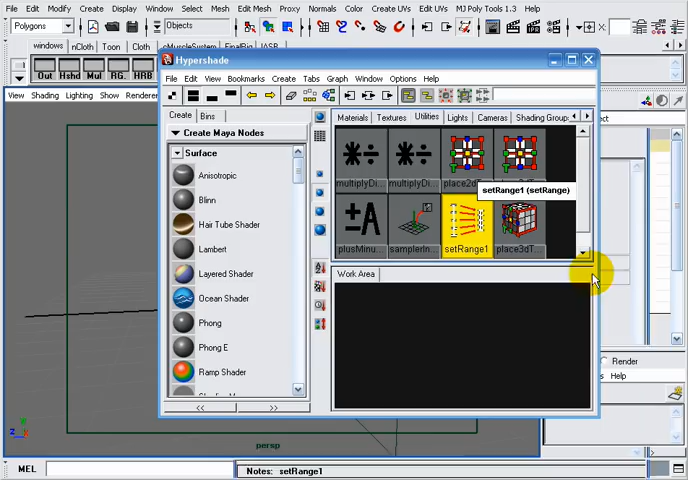 File Edit Modify Create Display Window Assets Select Mesh Edit Mesh Proxy Normals Color Create UVs Edit UVs MJ Poly Tools 1.3 Help
Polygons Objects
windows nCloth Toon Cloth
Out Hshd Mul RG. HRB
View Shading Lighting Show
Hypershade
File Edit View Bookmarks Create Tabs Graph Window Options Help
Create Bins
Materials Textures Utilities Lights Cameras Shading Groups
Create Maya Nodes
Surface
Anisotropic
Blinn
Hair Tube Shader
Lambert
Layered Shader
Ocean Shader
Phong
Phong E
Ramp Shader
<< >>
multiplyDi... multiplyDi...
setRange1 (setRange)
plusMinu... samplerIn... setRange1 place3dT...
Work Area
Render
Help
persp
MEL
Notes: setRange1